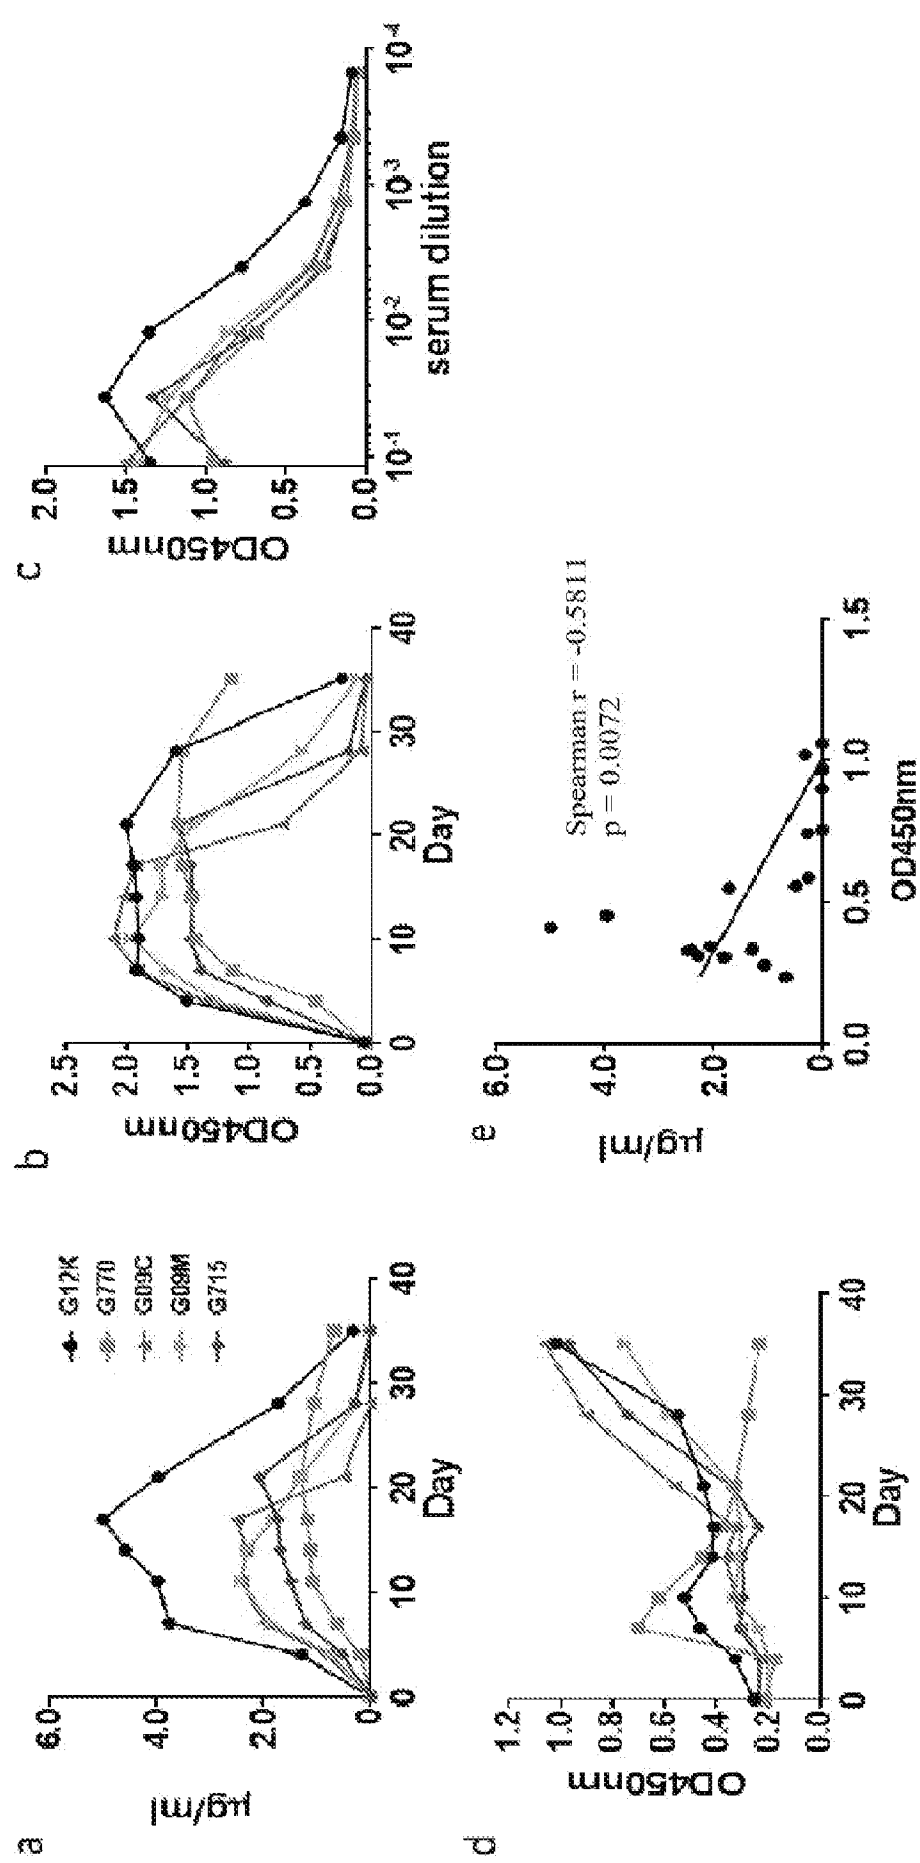 a
μg/ml
6.0
4.0
2.0
0
0
10
20
30
40
Day
G12K
G770
G09C
G09M
G715
b
OD450nm
2.5
2.0
1.5
1.0
0.5
0.0
0
10
20
30
40
Day
c
OD450nm
2.0
1.5
1.0
0.5
0.0
10-1
10-2
10-3
10-4
serum dilution
d
OD450nm
1.2
1.0
0.8
0.6
0.4
0.2
0.0
0
10
20
30
40
Day
e
μg/ml
6.0
4.0
2.0
0
0.0
0.5
1.0
1.5
OD450nm
Spearman r = -0.5811
p = 0.0072